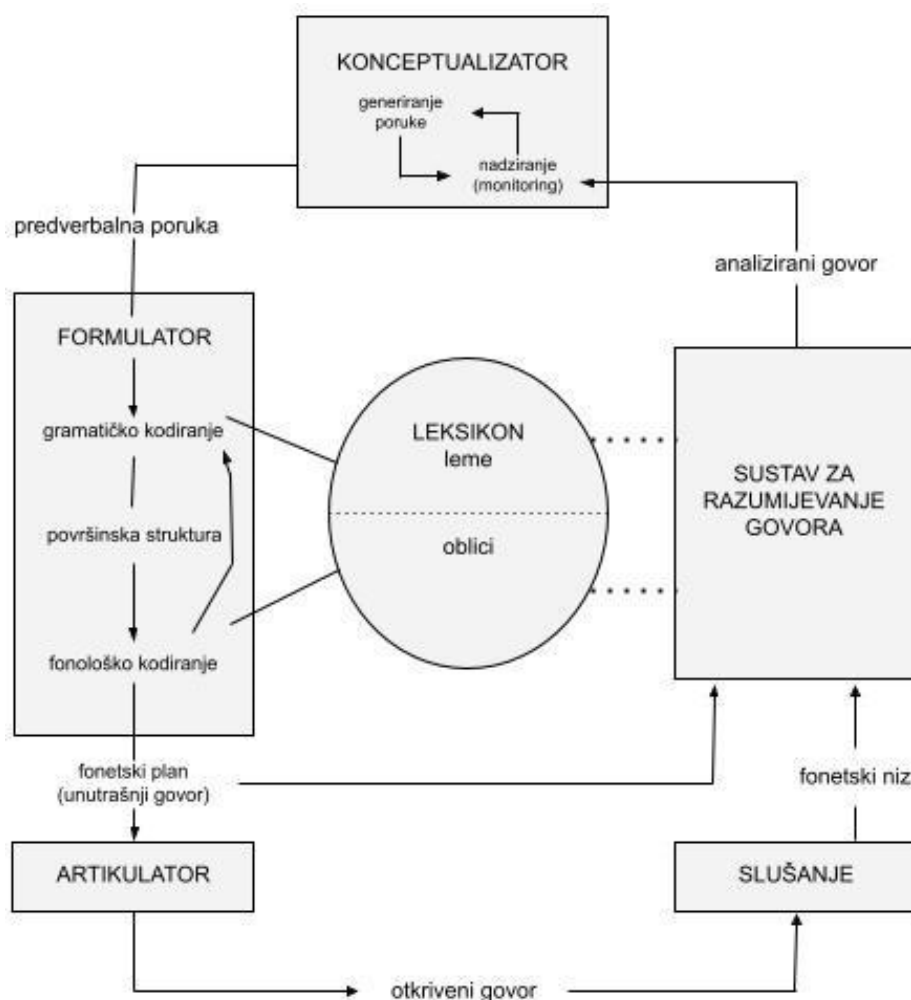 KONCEPTUALIZATOR
generiranje
poruke
nadziranje
(monitoring)
predverbalna poruka
analizirani govor
FORMULATOR
gramatičko kodiranje
površinska struktura
fonološko kodiranje
LEKSIKON
leme
oblici
SUSTAV ZA
RAZUMIJEVANJE
GOVORA
fonetski plan
(unutrašnji govor)
fonetski niz
ARTIKULATOR
SLUŠANJE
otkriveni govor